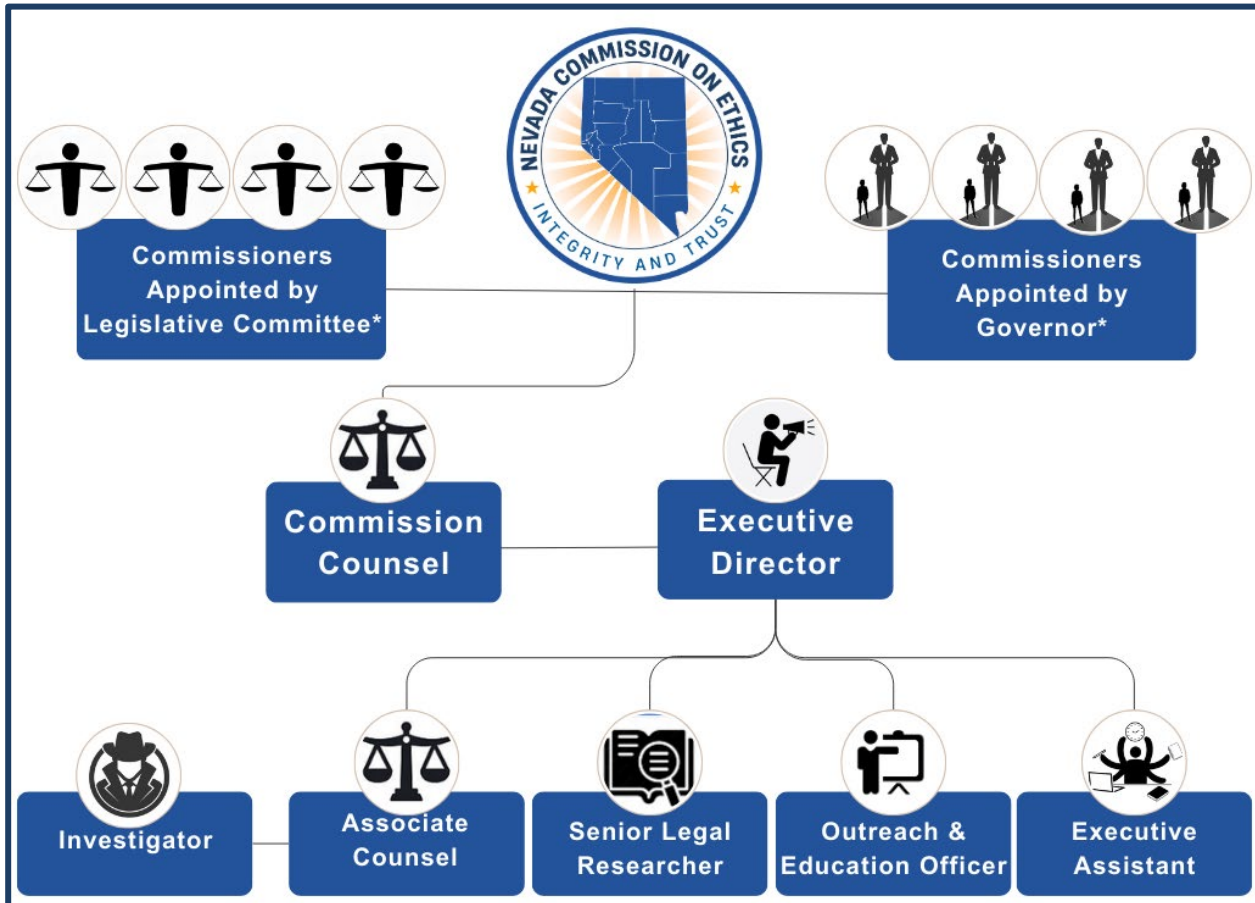 NEVADA COMMISSION ON ETHICS
INTEGRITY AND TRUST
Commissioners
Appointed by
Legislative Committee*
Commissioners
Appointed by
Governor*
Commission
Counsel
Executive
Director
Investigator
Associate
Counsel
Senior Legal
Researcher
Outreach &
Education Officer
Executive
Assistant